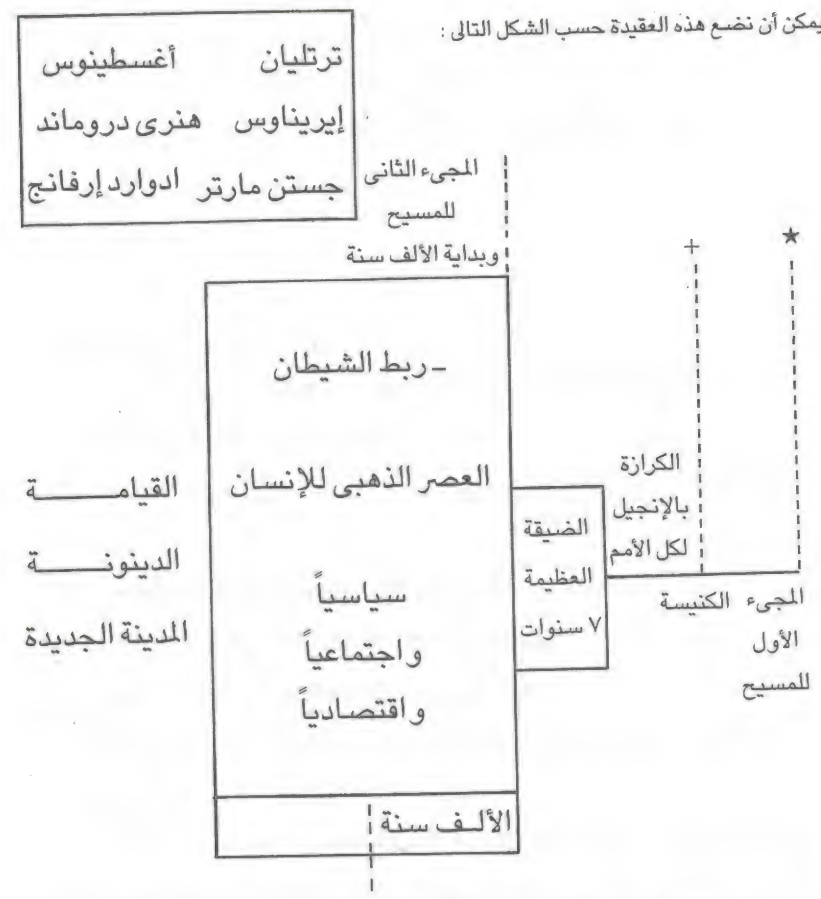 يمكن أن نضع هذه العقيدة حسب الشكل التالى :
ترتليان أغسطينوس
إيريناوس هنرى دروماند
جستن مارتر ادوارد إرفانج
المجىء الثانى
للمسيح
وبداية الألف سنة
+ ★
- ربط الشيطان
العصر الذهبى للإنسان
سياسياً
واجتماعياً
واقتصادياً
الألف سنة
الكرازة
بالإنجيل
لكل الأمم
الضيقة
العظيمة
٧ سنوات
المجىء الكنيسة
الأول
للمسيح
القيامـــــة
الدينونـــــة
المدينة الجديدة